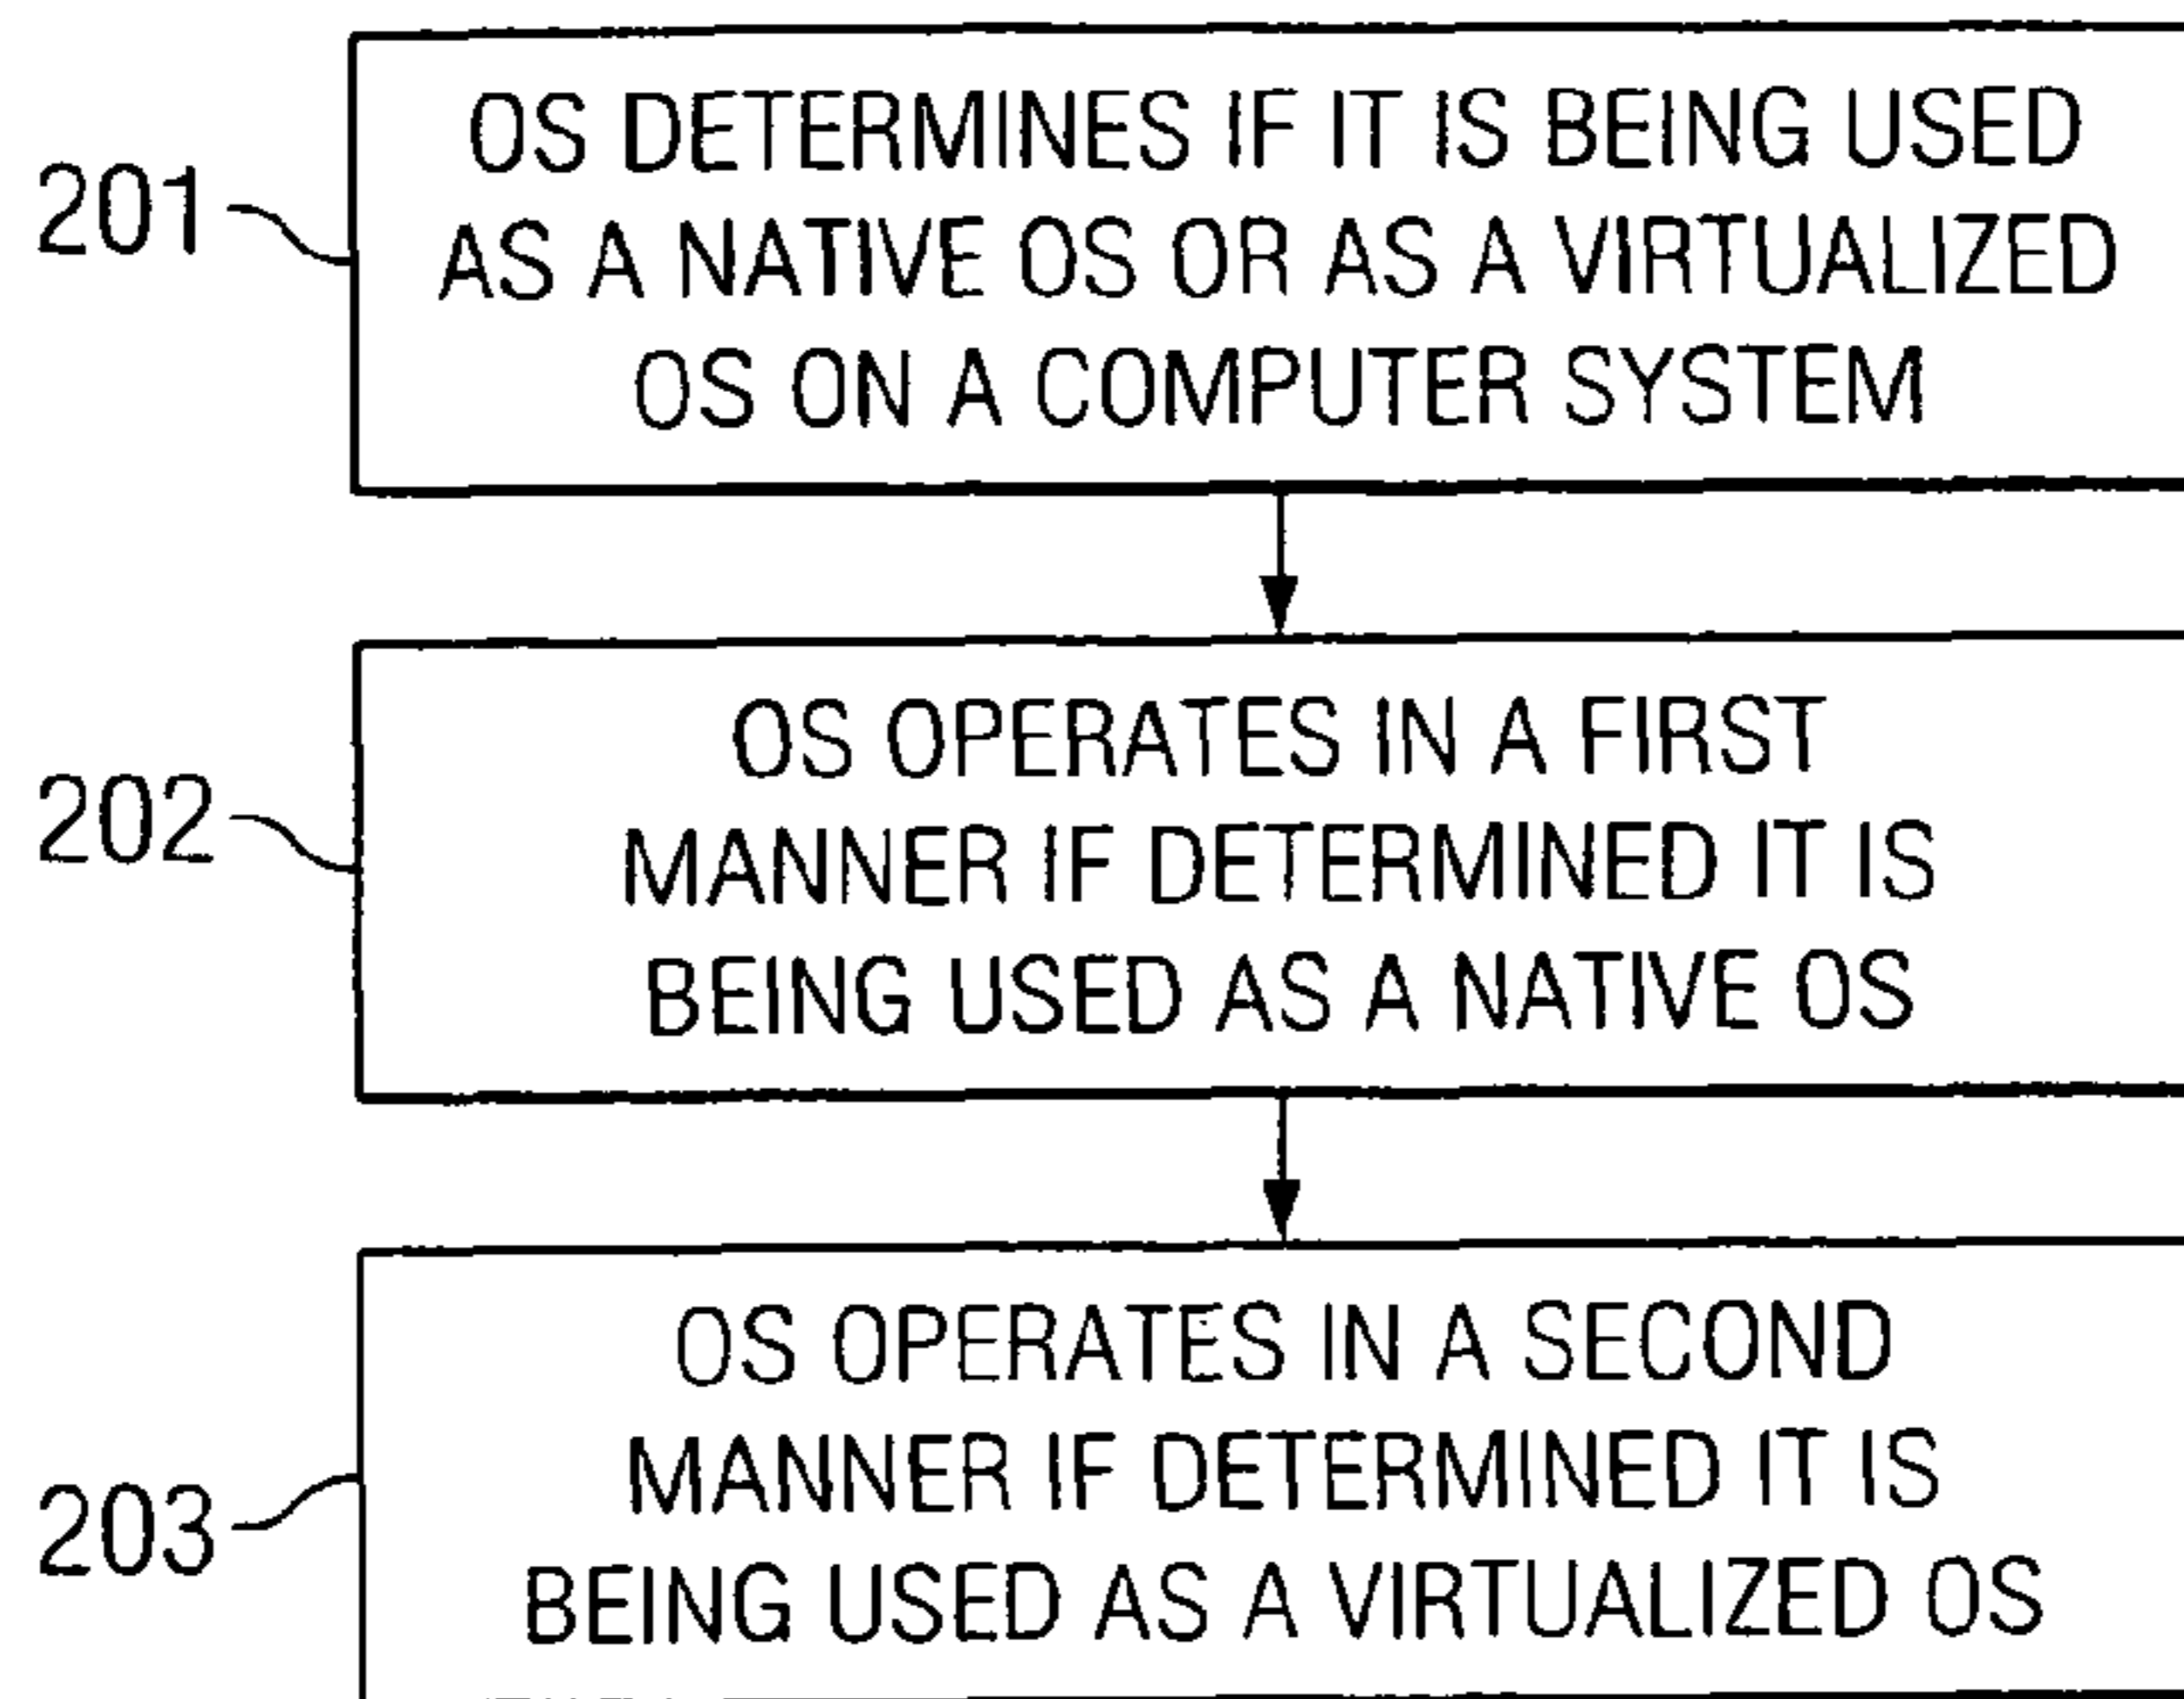 201
OS DETERMINES IF IT IS BEING USED
AS A NATIVE OS OR AS A VIRTUALIZED
OS ON A COMPUTER SYSTEM
202
OS OPERATES IN A FIRST
MANNER IF DETERMINED IT IS
BEING USED AS A NATIVE OS
203
OS OPERATES IN A SECOND
MANNER IF DETERMINED IT IS
BEING USED AS A VIRTUALIZED OS